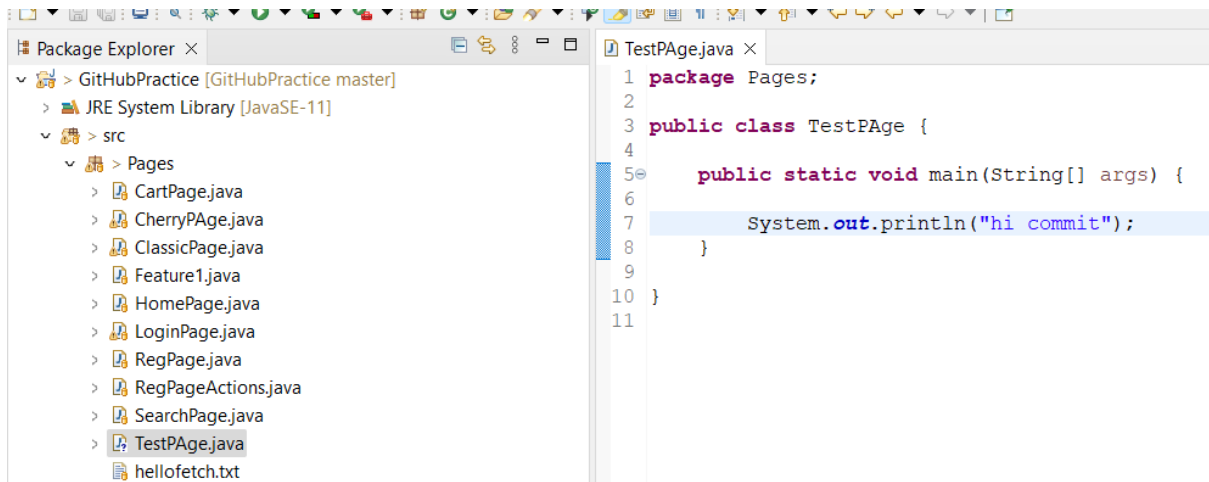 Package Explorer
GitHubPractice [GitHubPractice master]
JRE System Library [JavaSE-11]
> src
> Pages
CartPage.java
CherryPAge.java
ClassicPage.java
Feature1.java
HomePage.java
LoginPage.java
RegPage.java
RegPageActions.java
SearchPage.java
TestPAge.java
hellofetch.txt
TestPAge.java
1 package Pages;
2
3 public class TestPAge {
4
5 public static void main(String[] args) {
6
7 System.out.println("hi commit");
8 }
9
10 }
11